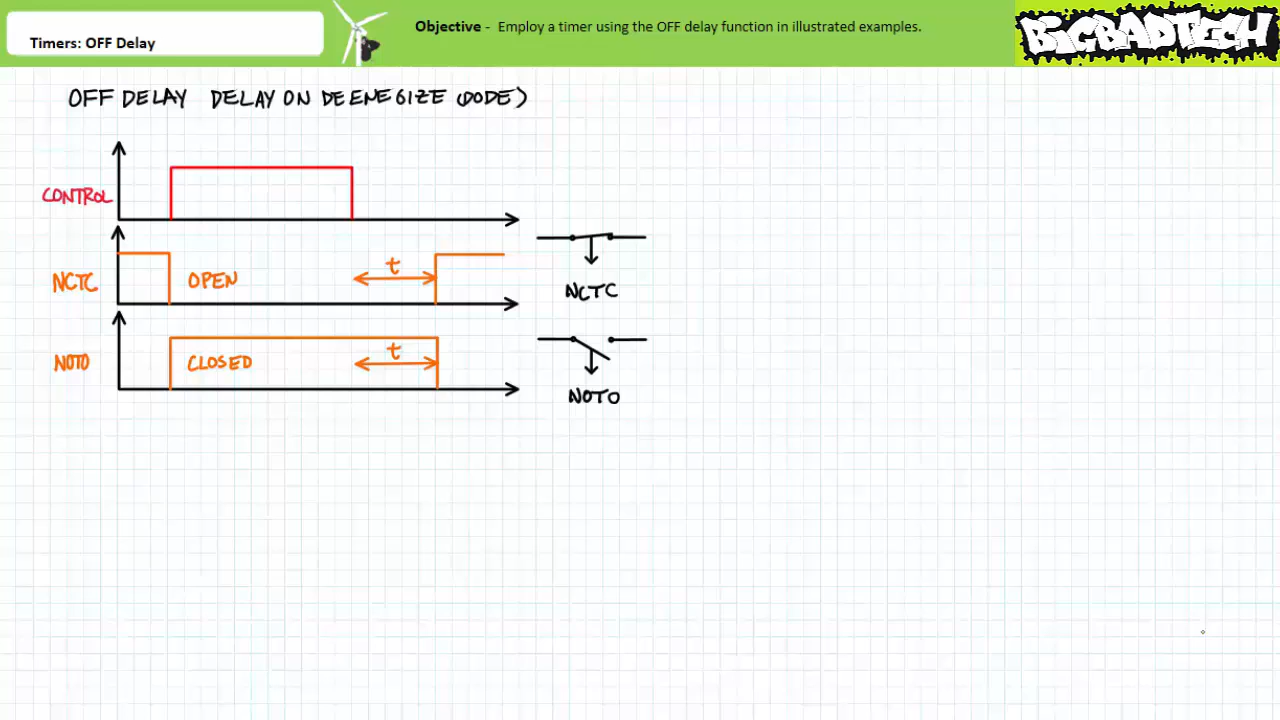 Timers: OFF Delay
Objective - Employ a timer using the OFF delay function in illustrated examples.
BIGBADTECH
OFF DELAY DELAY ON DEENEGIZE (DODE)
CONTROL
NCTC OPEN t
NCTC
NOTO CLOSED t
NOTO